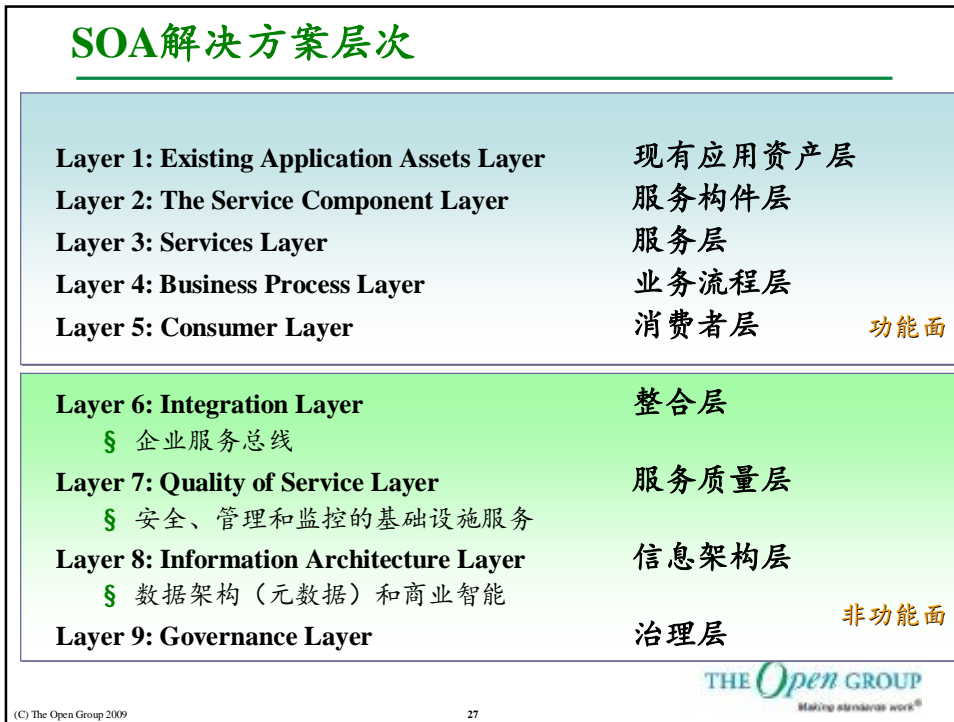 SOA解决方案层次
Layer 1: Existing Application Assets Layer 现有应用资产层
Layer 2: The Service Component Layer 服务构件层
Layer 3: Services Layer 服务层
Layer 4: Business Process Layer 业务流程层
Layer 5: Consumer Layer 消费者层 功能面
Layer 6: Integration Layer 整合层
§ 企业服务总线
Layer 7: Quality of Service Layer 服务质量层
§ 安全、管理和监控的基础设施服务
Layer 8: Information Architecture Layer 信息架构层
§ 数据架构（元数据）和商业智能
非功能面
Layer 9: Governance Layer 治理层
THE Open GROUP
Making standards work®
(C) The Open Group 2009 27